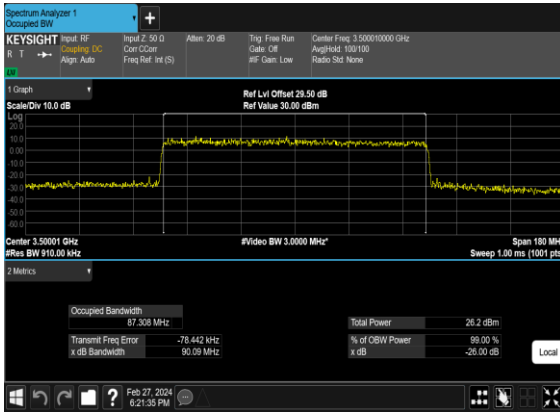 Spectrum Analyzer 1
Occupied BW
+
KEYSIGHT Input: RF Input Z: 50 Ω Atten: 20 dB Trig: Free Run Center Freq: 3.500010000 GHz
R T Coupling: DC Corr CCorr Gate: Off Avg|Hold: 100/100
Align: Auto Freq Ref: Int (S) #IF Gain: Low Radio Std: None
LW
1 Graph
Ref Lvl Offset 29.50 dB
Scale/Div 10.0 dB Ref Value 30.00 dBm
Log
20.0
10.0
0.00
-10.0
-20.0
-30.0
-40.0
-50.0
-60.0
Center 3.50001 GHz #Video BW 3.0000 MHz* Span 180 MH
#Res BW 910.00 kHz Sweep 1.00 ms (1001 pts
2 Metrics
Occupied Bandwidth
87.308 MHz Total Power 26.2 dBm
Transmit Freq Error -78.442 kHz % of OBW Power 99.00 %
x dB Bandwidth 90.09 MHz x dB -26.00 dB
Local
? Feb 27, 2024
6:21:35 PM